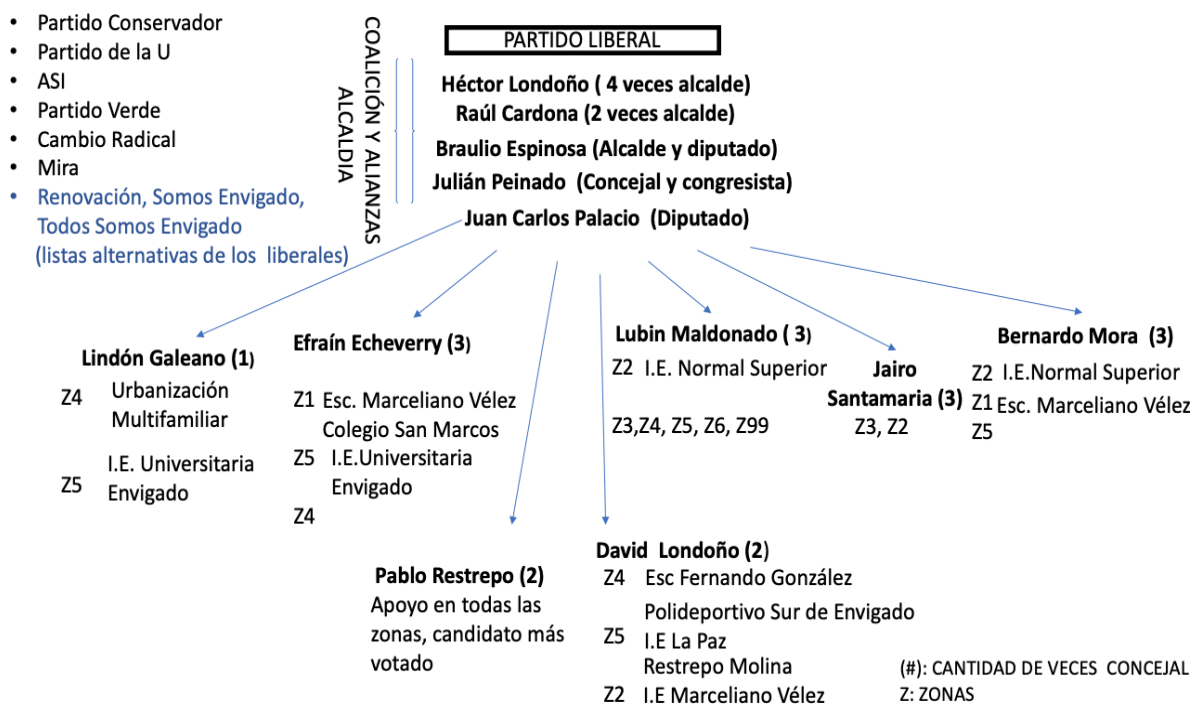 • Partido Conservador
• Partido de la U
• ASI
• Partido Verde
• Cambio Radical
• Mira
• Renovación, Somos Envigado,
Todos Somos Envigado
(listas alternativas de los liberales)
COALICIÓN Y ALIANZAS
ALCALDIA
PARTIDO LIBERAL
Héctor Londoño ( 4 veces alcalde)
Raúl Cardona (2 veces alcalde)
Braulio Espinosa (Alcalde y diputado)
Julián Peinado (Concejal y congresista)
Juan Carlos Palacio (Diputado)
Lindón Galeano (1)
Z4 Urbanización
Multifamiliar
Z5 I.E. Universitaria
Envigado
Efraín Echeverry (3)
Z1 Esc. Marceliano Vélez
Colegio San Marcos
Z5 I.E.Universitaria
Envigado
Z4
Lubin Maldonado ( 3)
Z2 I.E. Normal Superior
Z3,Z4, Z5, Z6, Z99
Jairo
Santamaria (3)
Z3, Z2
Bernardo Mora (3)
Z2 I.E.Normal Superior
Z1 Esc. Marceliano Vélez
Z5
Pablo Restrepo (2)
Apoyo en todas las
zonas, candidato más
votado
David Londoño (2)
Z4 Esc Fernando González
Polideportivo Sur de Envigado
Z5 I.E La Paz
Restrepo Molina
Z2 I.E Marceliano Vélez
(#): CANTIDAD DE VECES CONCEJAL
Z: ZONAS